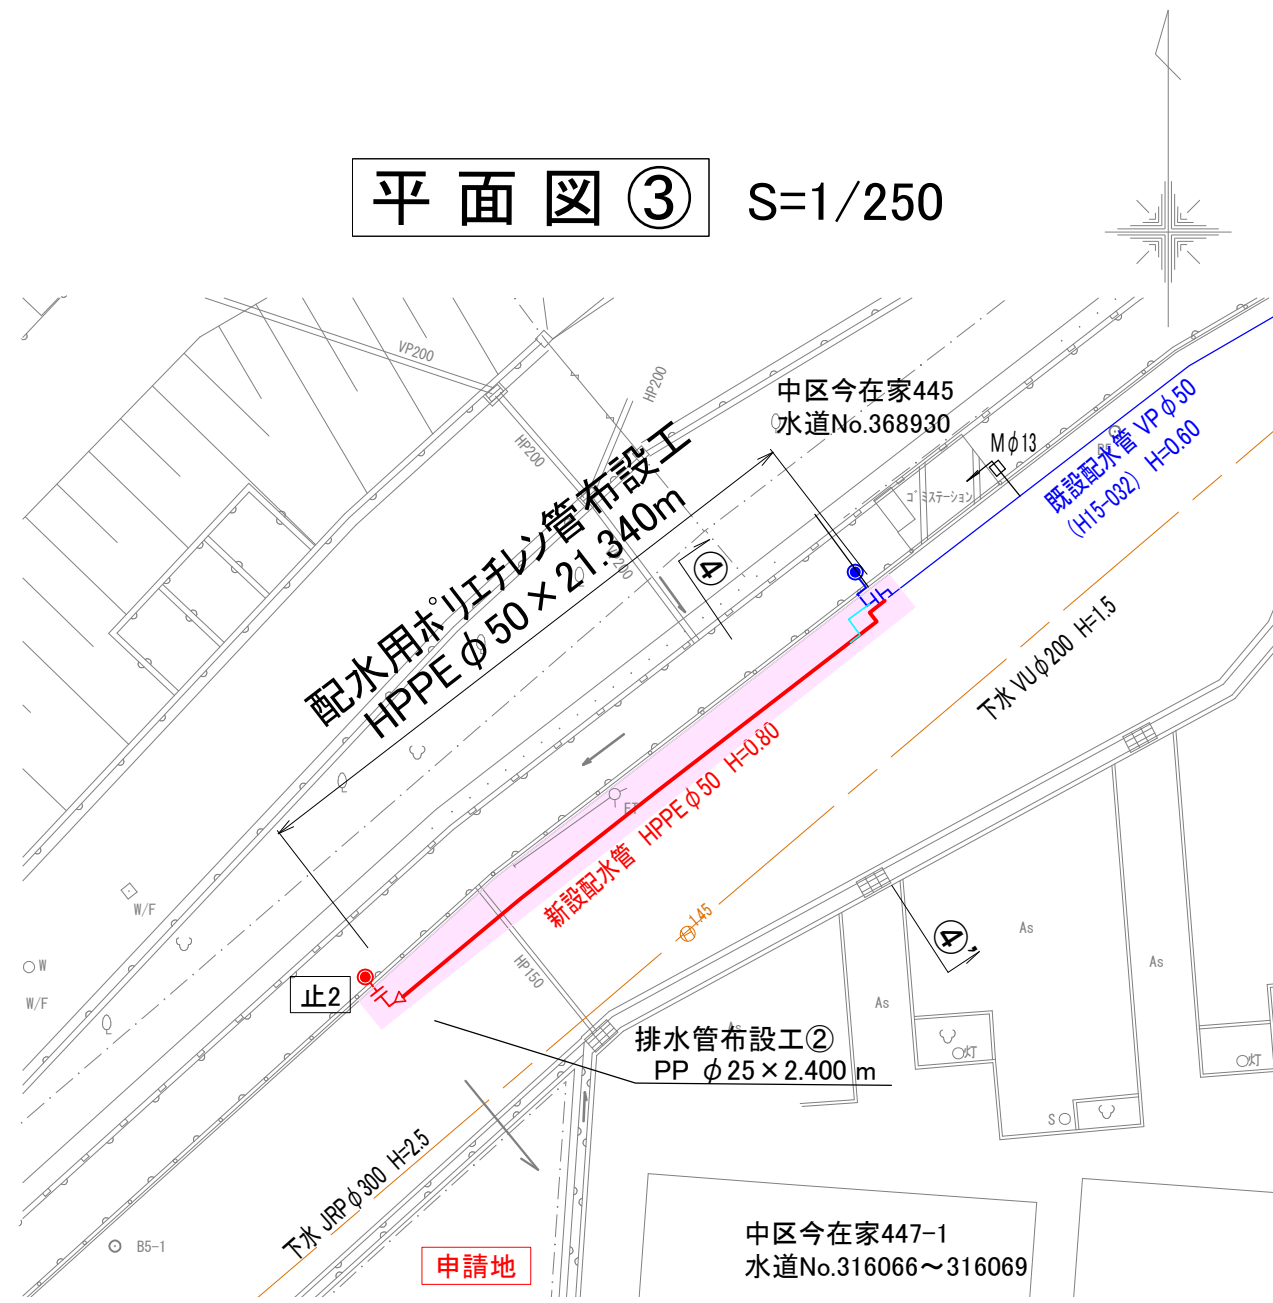 平面図③ S=1/250
VP200
HP200
HP200
中区今在家445
水道No.368930
Mφ13
既設配水管 VPφ50
(H15-032) H=0.60
ゴミステーション
配水用ポリエチレン管布設工
HPPEφ50×21.340m
④
下水 VUφ200 H=1.5
新設配水管 HPPEφ50 H=0.80
1.45
W/F
W
W/F
HP150
④'
As
As
As
As
止2
排水管布設工②
PP φ25×2.400 m
灯
灯
S
下水 JRPφ300 H=2.5
B5-1
申請地
中区今在家447-1
水道No.316066～316069